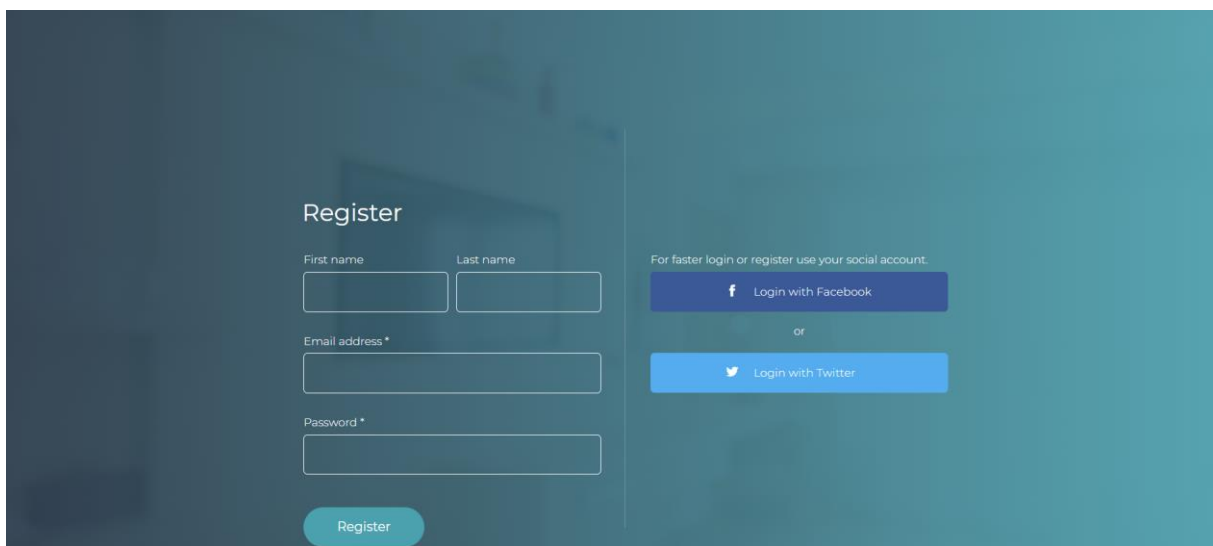 Register
First name
Last name
Email address *
Password *
Register
For faster login or register use your social account.
f Login with Facebook
or
Login with Twitter